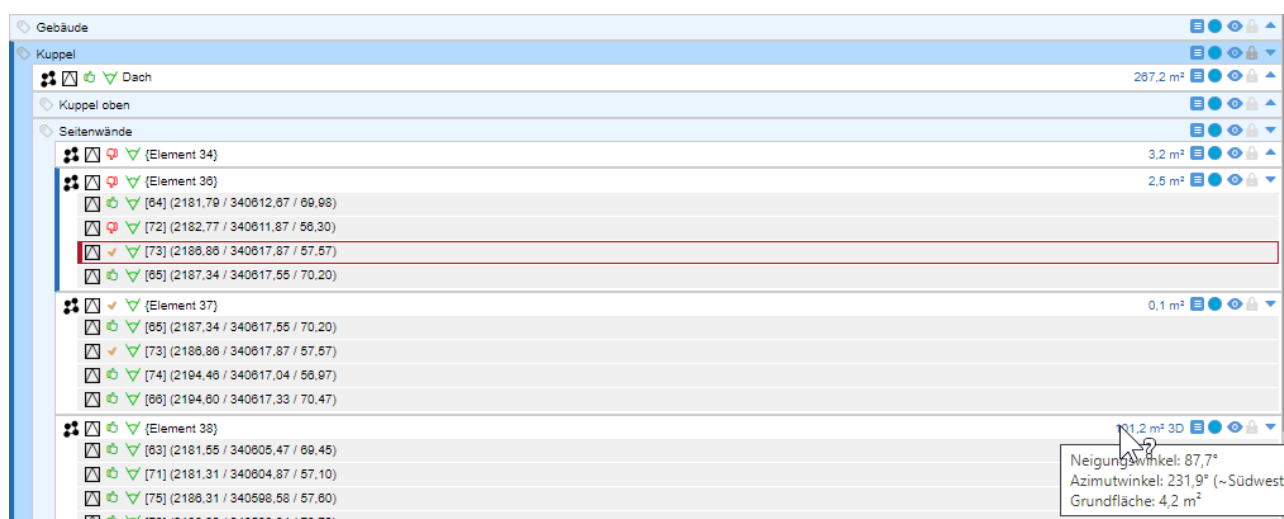 Gebäude
Kuppel
Dach 267,2 m²
Kuppel oben
Seitenwände
{Element 34} 3,2 m²
{Element 36} 2,5 m²
[64] (2181,79 / 340612,67 / 69,98)
[72] (2182,77 / 340611,87 / 56,30)
[73] (2186,86 / 340617,87 / 57,57)
[65] (2187,34 / 340617,55 / 70,20)
{Element 37} 0,1 m²
[65] (2187,34 / 340617,55 / 70,20)
[73] (2186,86 / 340617,87 / 57,57)
[74] (2194,46 / 340617,04 / 56,97)
[66] (2194,60 / 340617,33 / 70,47)
{Element 38} m² 3D
[63] (2181,55 / 340605,47 / 69,45)
Neigungswinkel: 87,7°
[71] (2181,31 / 340604,87 / 57,10)
Azimutwinkel: 231,9° (~Südwest
[75] (2186,31 / 340598,58 / 57,60)
Grundfläche: 4,2 m²